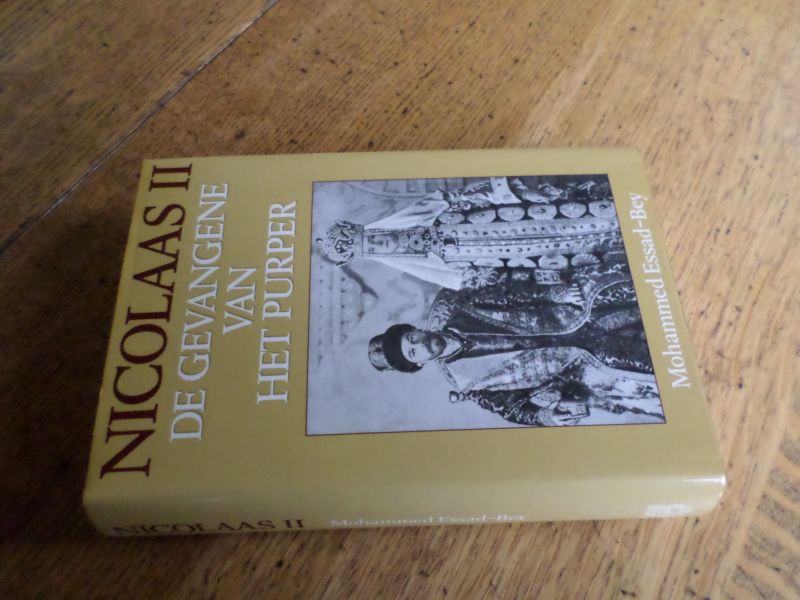 NICOLAAS II
DE GEVANGENE
VAN
HET PURPER
Mohammed Essad-Bey
NICOLAAS II
Mohammed Essad-Bey